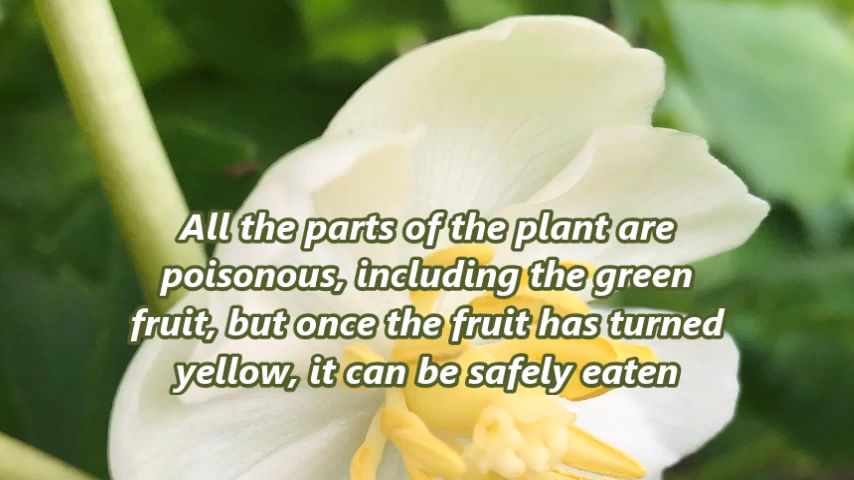 All the parts of the plant are
poisonous, including the green
fruit, but once the fruit has turned
yellow, it can be safely eaten